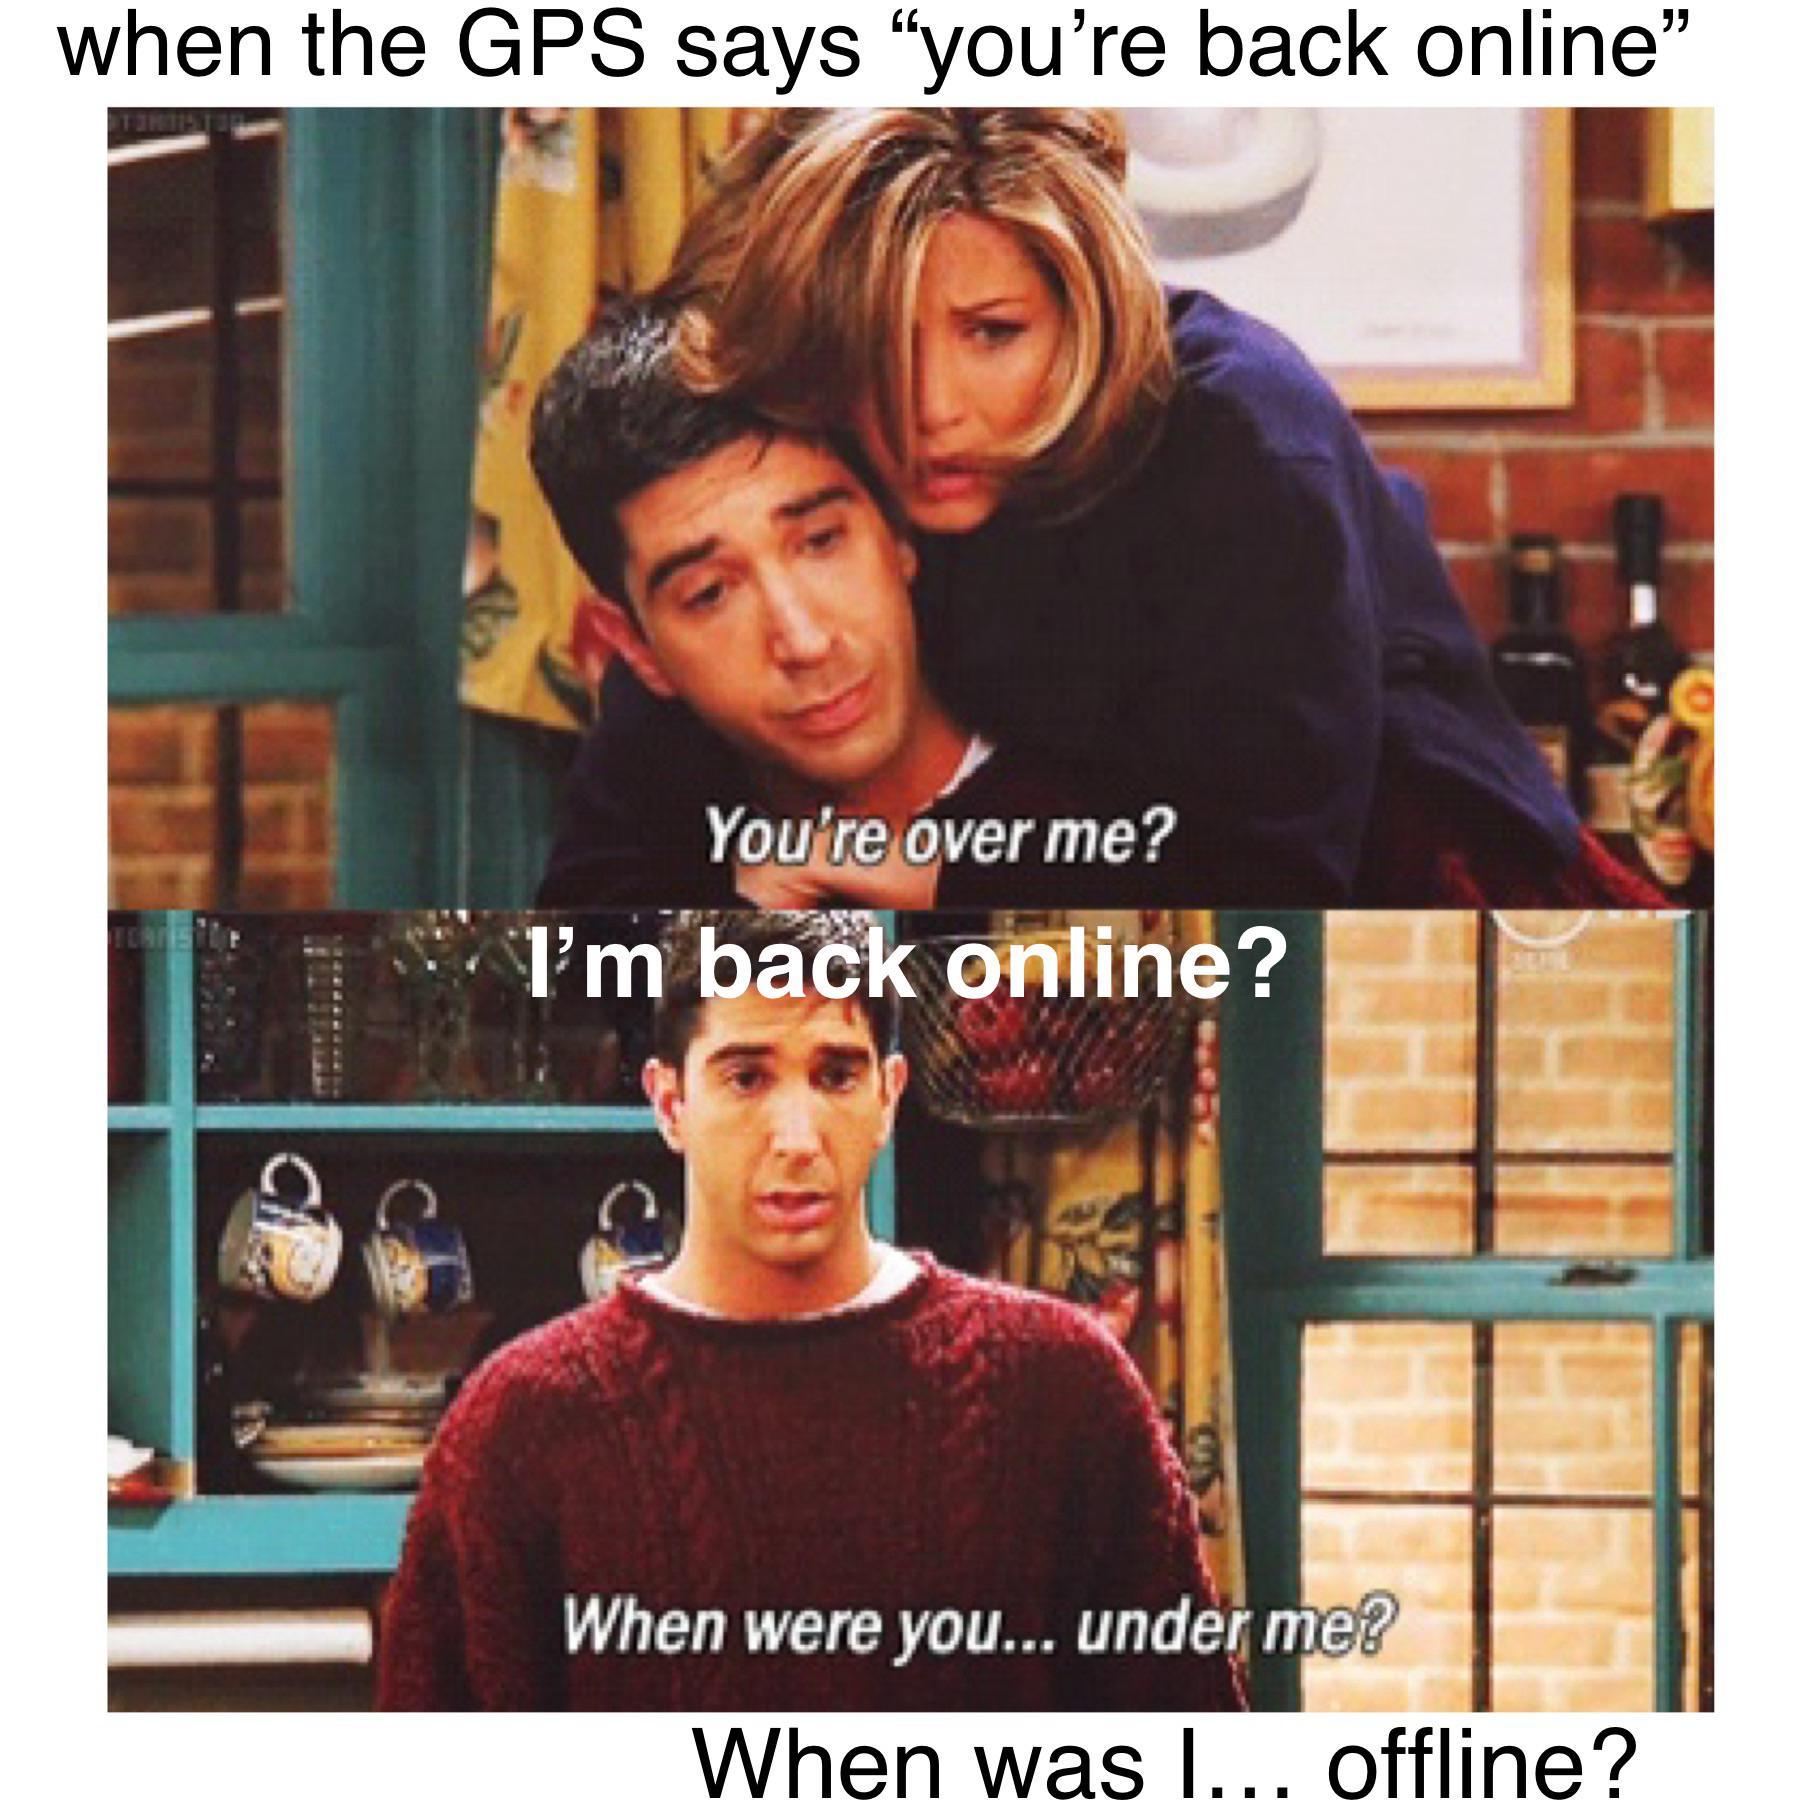 when the GPS says “you’re back online”
You're over me?
I’m back online?
When were you... under me?
When was I… offline?